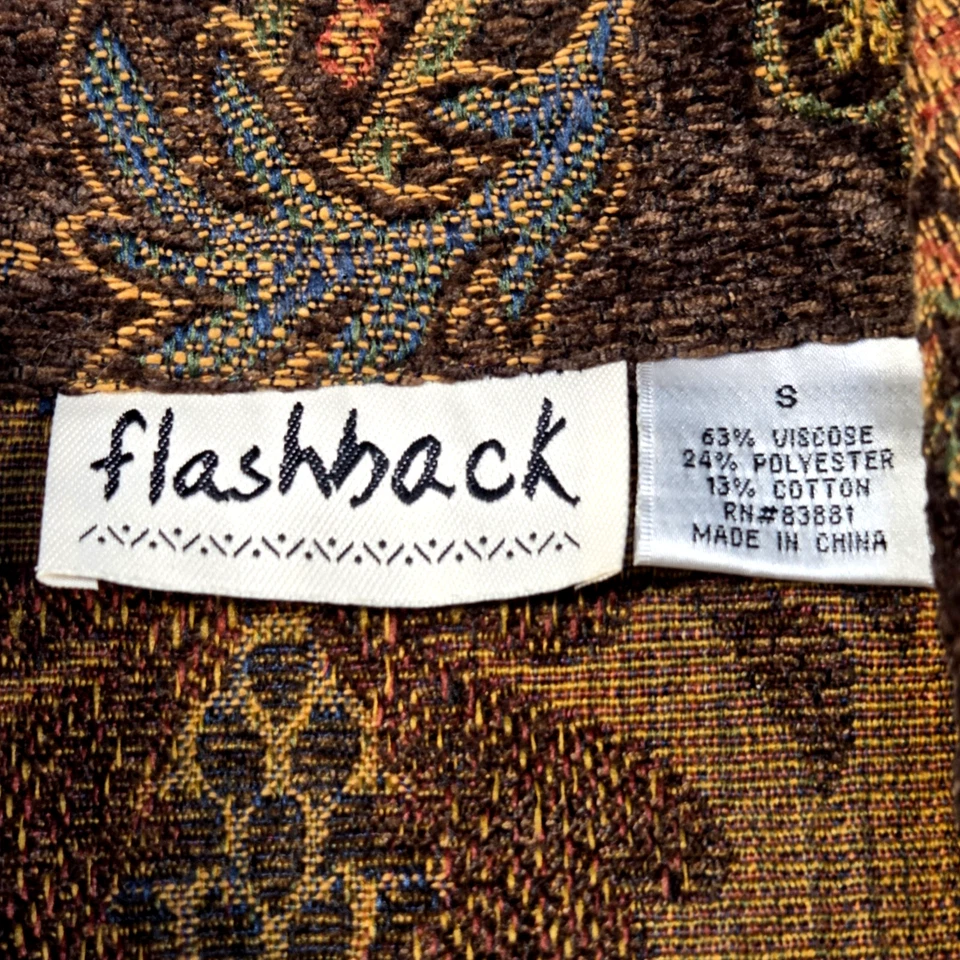 flashback
S
63% VISCOSE
24% POLYESTER
13% COTTON
RN#83881
MADE IN CHINA